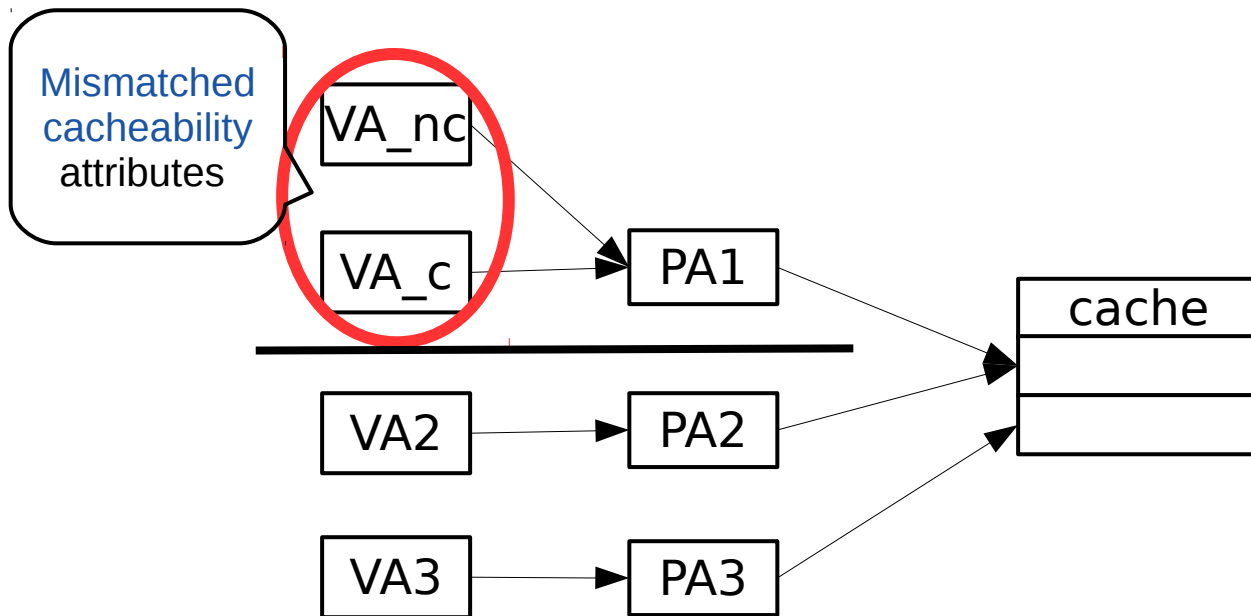 Mismatched
cacheability
attributes
VA_nc
VA_c
PA1
cache
VA2
PA2
VA3
PA3